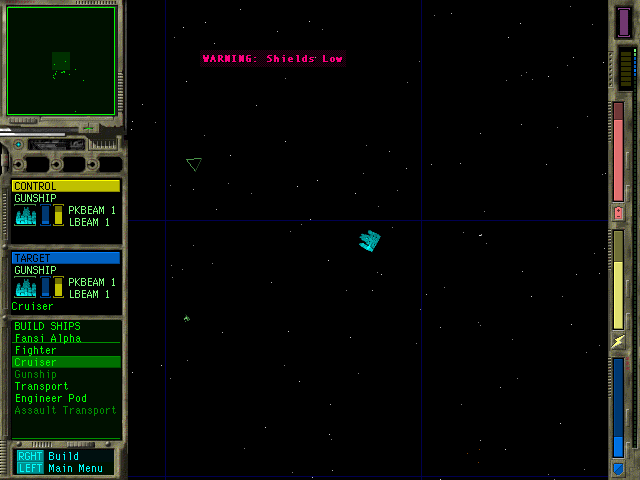 WARNING: Shields Low
CONTROL
GUNSHIP
PKBEAM 1
LBEAM 1
TARGET
GUNSHIP
PKBEAM 1
LBEAM 1
Cruiser
BUILD SHIPS
Fansi Alpha
Fighter
Cruiser
Gunship
Transport
Engineer Pod
Assault Transport
RGHT Build
LEFT Main Menu